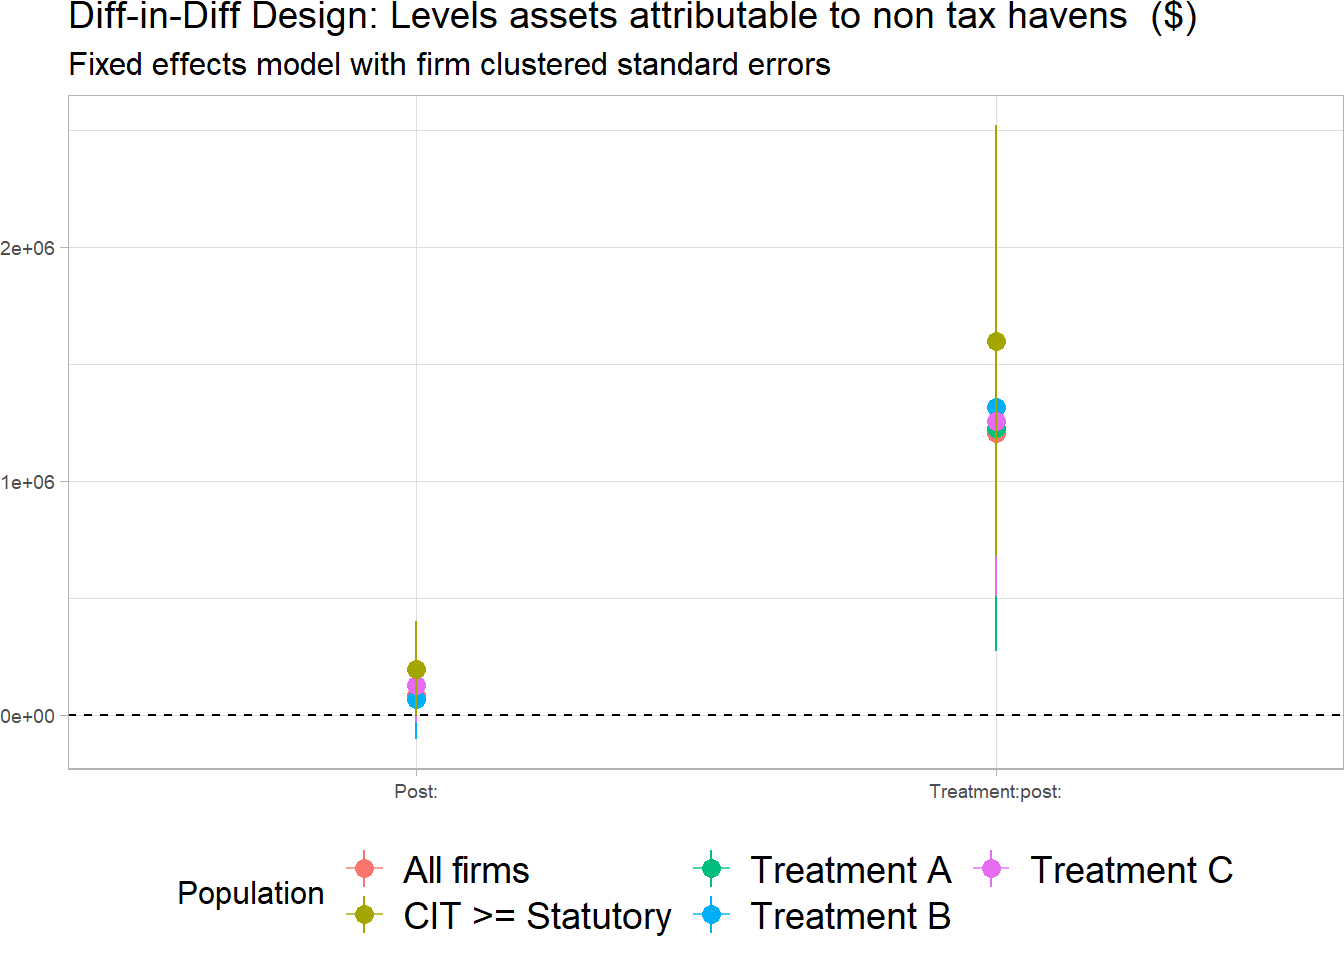 Diff-in-Diff Design: Levels assets attributable to non tax havens  ($)
Fixed effects model with firm clustered standard errors
2e+06
1e+06
0e+00
Post:
Treatment:post:
Population
All firms
Treatment A
Treatment C
CIT >= Statutory
Treatment B